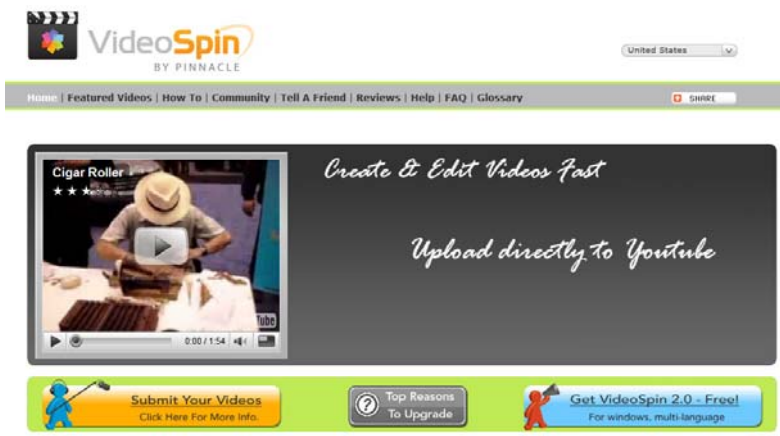 VideoSpin
BY PINNACLE
United States
Home | Featured Videos | How To | Community | Tell A Friend | Reviews | Help | FAQ | Glossary
SHARE
Cigar Roller
Create & Edit Videos Fast
Upload directly to Youtube
Tube
0:00 / 1:54
Submit Your Videos
Click Here For More Info.
Top Reasons
To Upgrade
Get VideoSpin 2.0 - Free!
For windows, multi-language